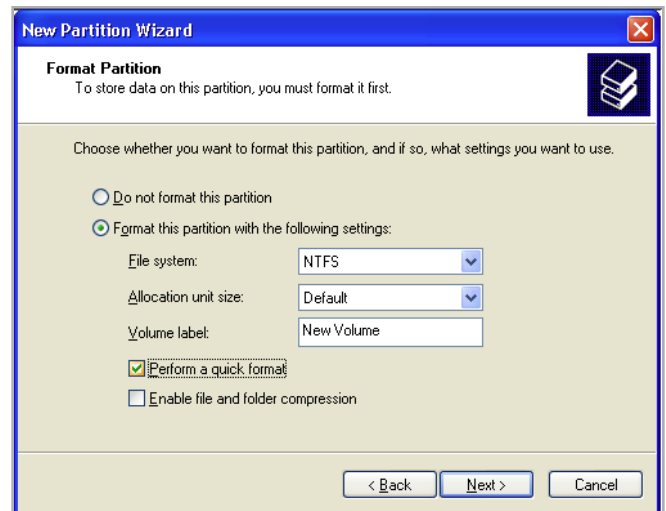 New Partition Wizard
Format Partition
To store data on this partition, you must format it first.
Choose whether you want to format this partition, and if so, what settings you want to use.
Do not format this partition
Format this partition with the following settings:
File system: NTFS
Allocation unit size: Default
Volume label: New Volume
Perform a quick format
Enable file and folder compression
< Back Next > Cancel